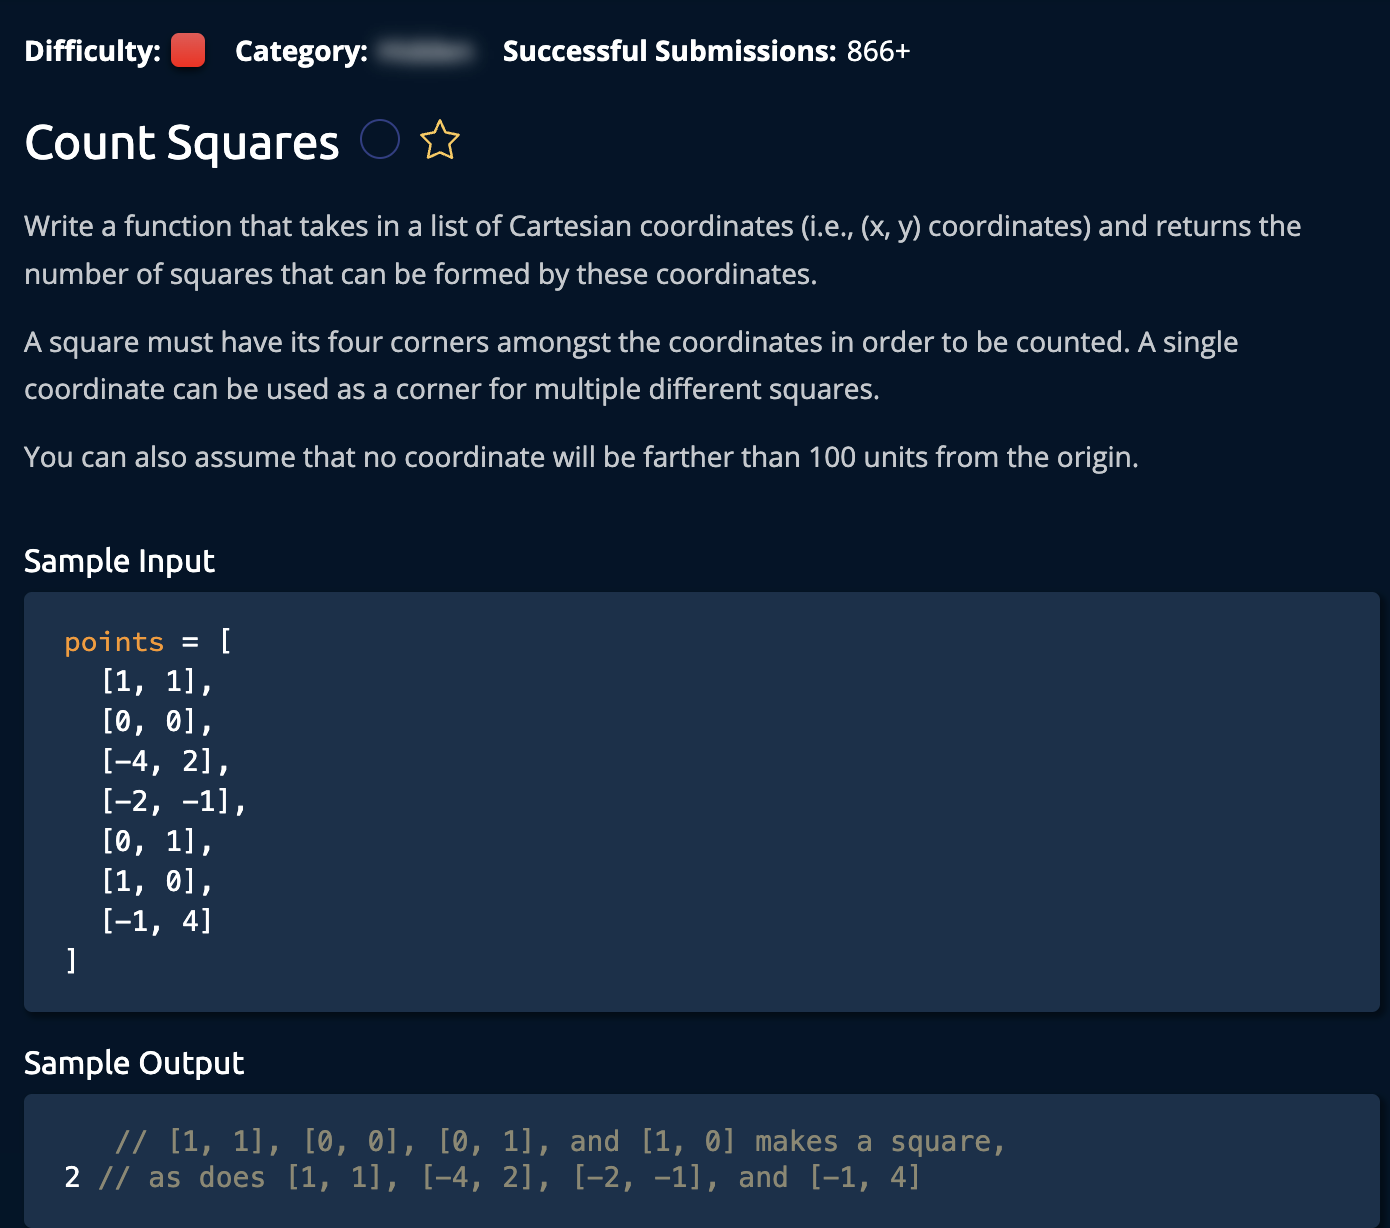 Difficulty: Category: Successful Submissions: 866+
Count Squares
Write a function that takes in a list of Cartesian coordinates (i.e., (x, y) coordinates) and returns the
number of squares that can be formed by these coordinates.
A square must have its four corners amongst the coordinates in order to be counted. A single
coordinate can be used as a corner for multiple different squares.
You can also assume that no coordinate will be farther than 100 units from the origin.
Sample Input
points = [
[1, 1],
[0, 0],
[-4, 2],
[-2, -1],
[0, 1],
[1, 0],
[-1, 4]
]
Sample Output
// [1, 1], [0, 0], [0, 1], and [1, 0] makes a square,
2 // as does [1, 1], [-4, 2], [-2, -1], and [-1, 4]